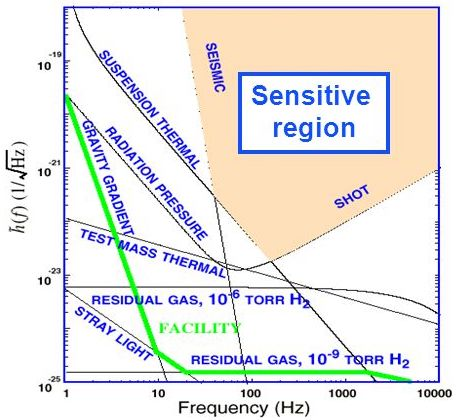 10⁻¹⁹
10⁻²¹
10⁻²³
10⁻²⁵
h̃(f) (1/√Hz)
SEISMIC
Sensitive
region
SUSPENSION THERMAL
RADIATION PRESSURE
GRAVITY GRADIENT
SHOT
TEST MASS THERMAL
RESIDUAL GAS, 10⁻⁶ TORR H₂
STRAY LIGHT
FACILITY
RESIDUAL GAS, 10⁻⁹ TORR H₂
1 10 100 1000 10000
Frequency (Hz)